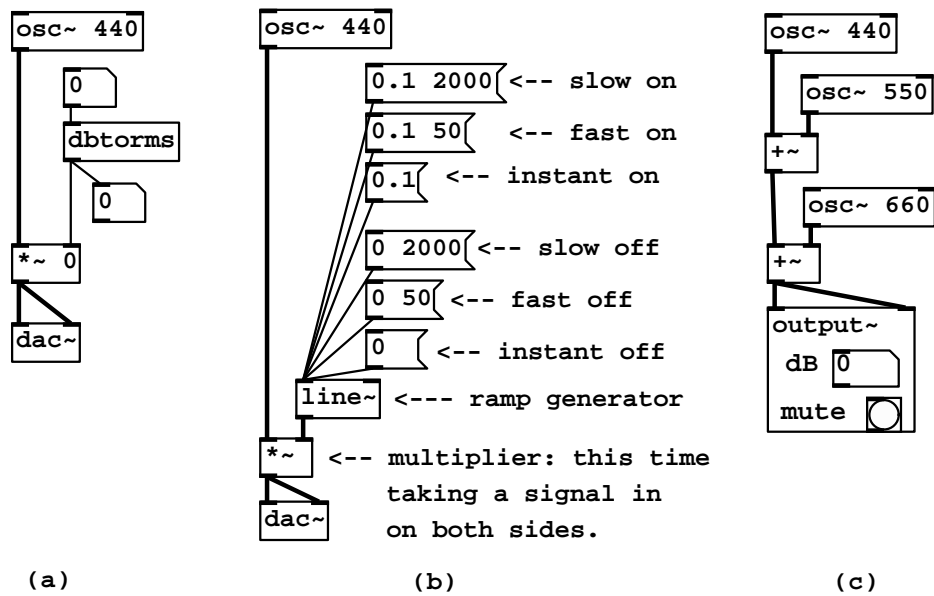 osc~ 440
0
dbtorms
0
*~ 0
dac~
(a)
osc~ 440
0.1 2000 <-- slow on
0.1 50 <-- fast on
0.1 <-- instant on
0 2000 <-- slow off
0 50 <-- fast off
0 <-- instant off
line~ <--- ramp generator
*~ <-- multiplier: this time
taking a signal in
dac~
on both sides.
(b)
osc~ 440
osc~ 550
+~
osc~ 660
+~
output~
dB 0
mute
(c)